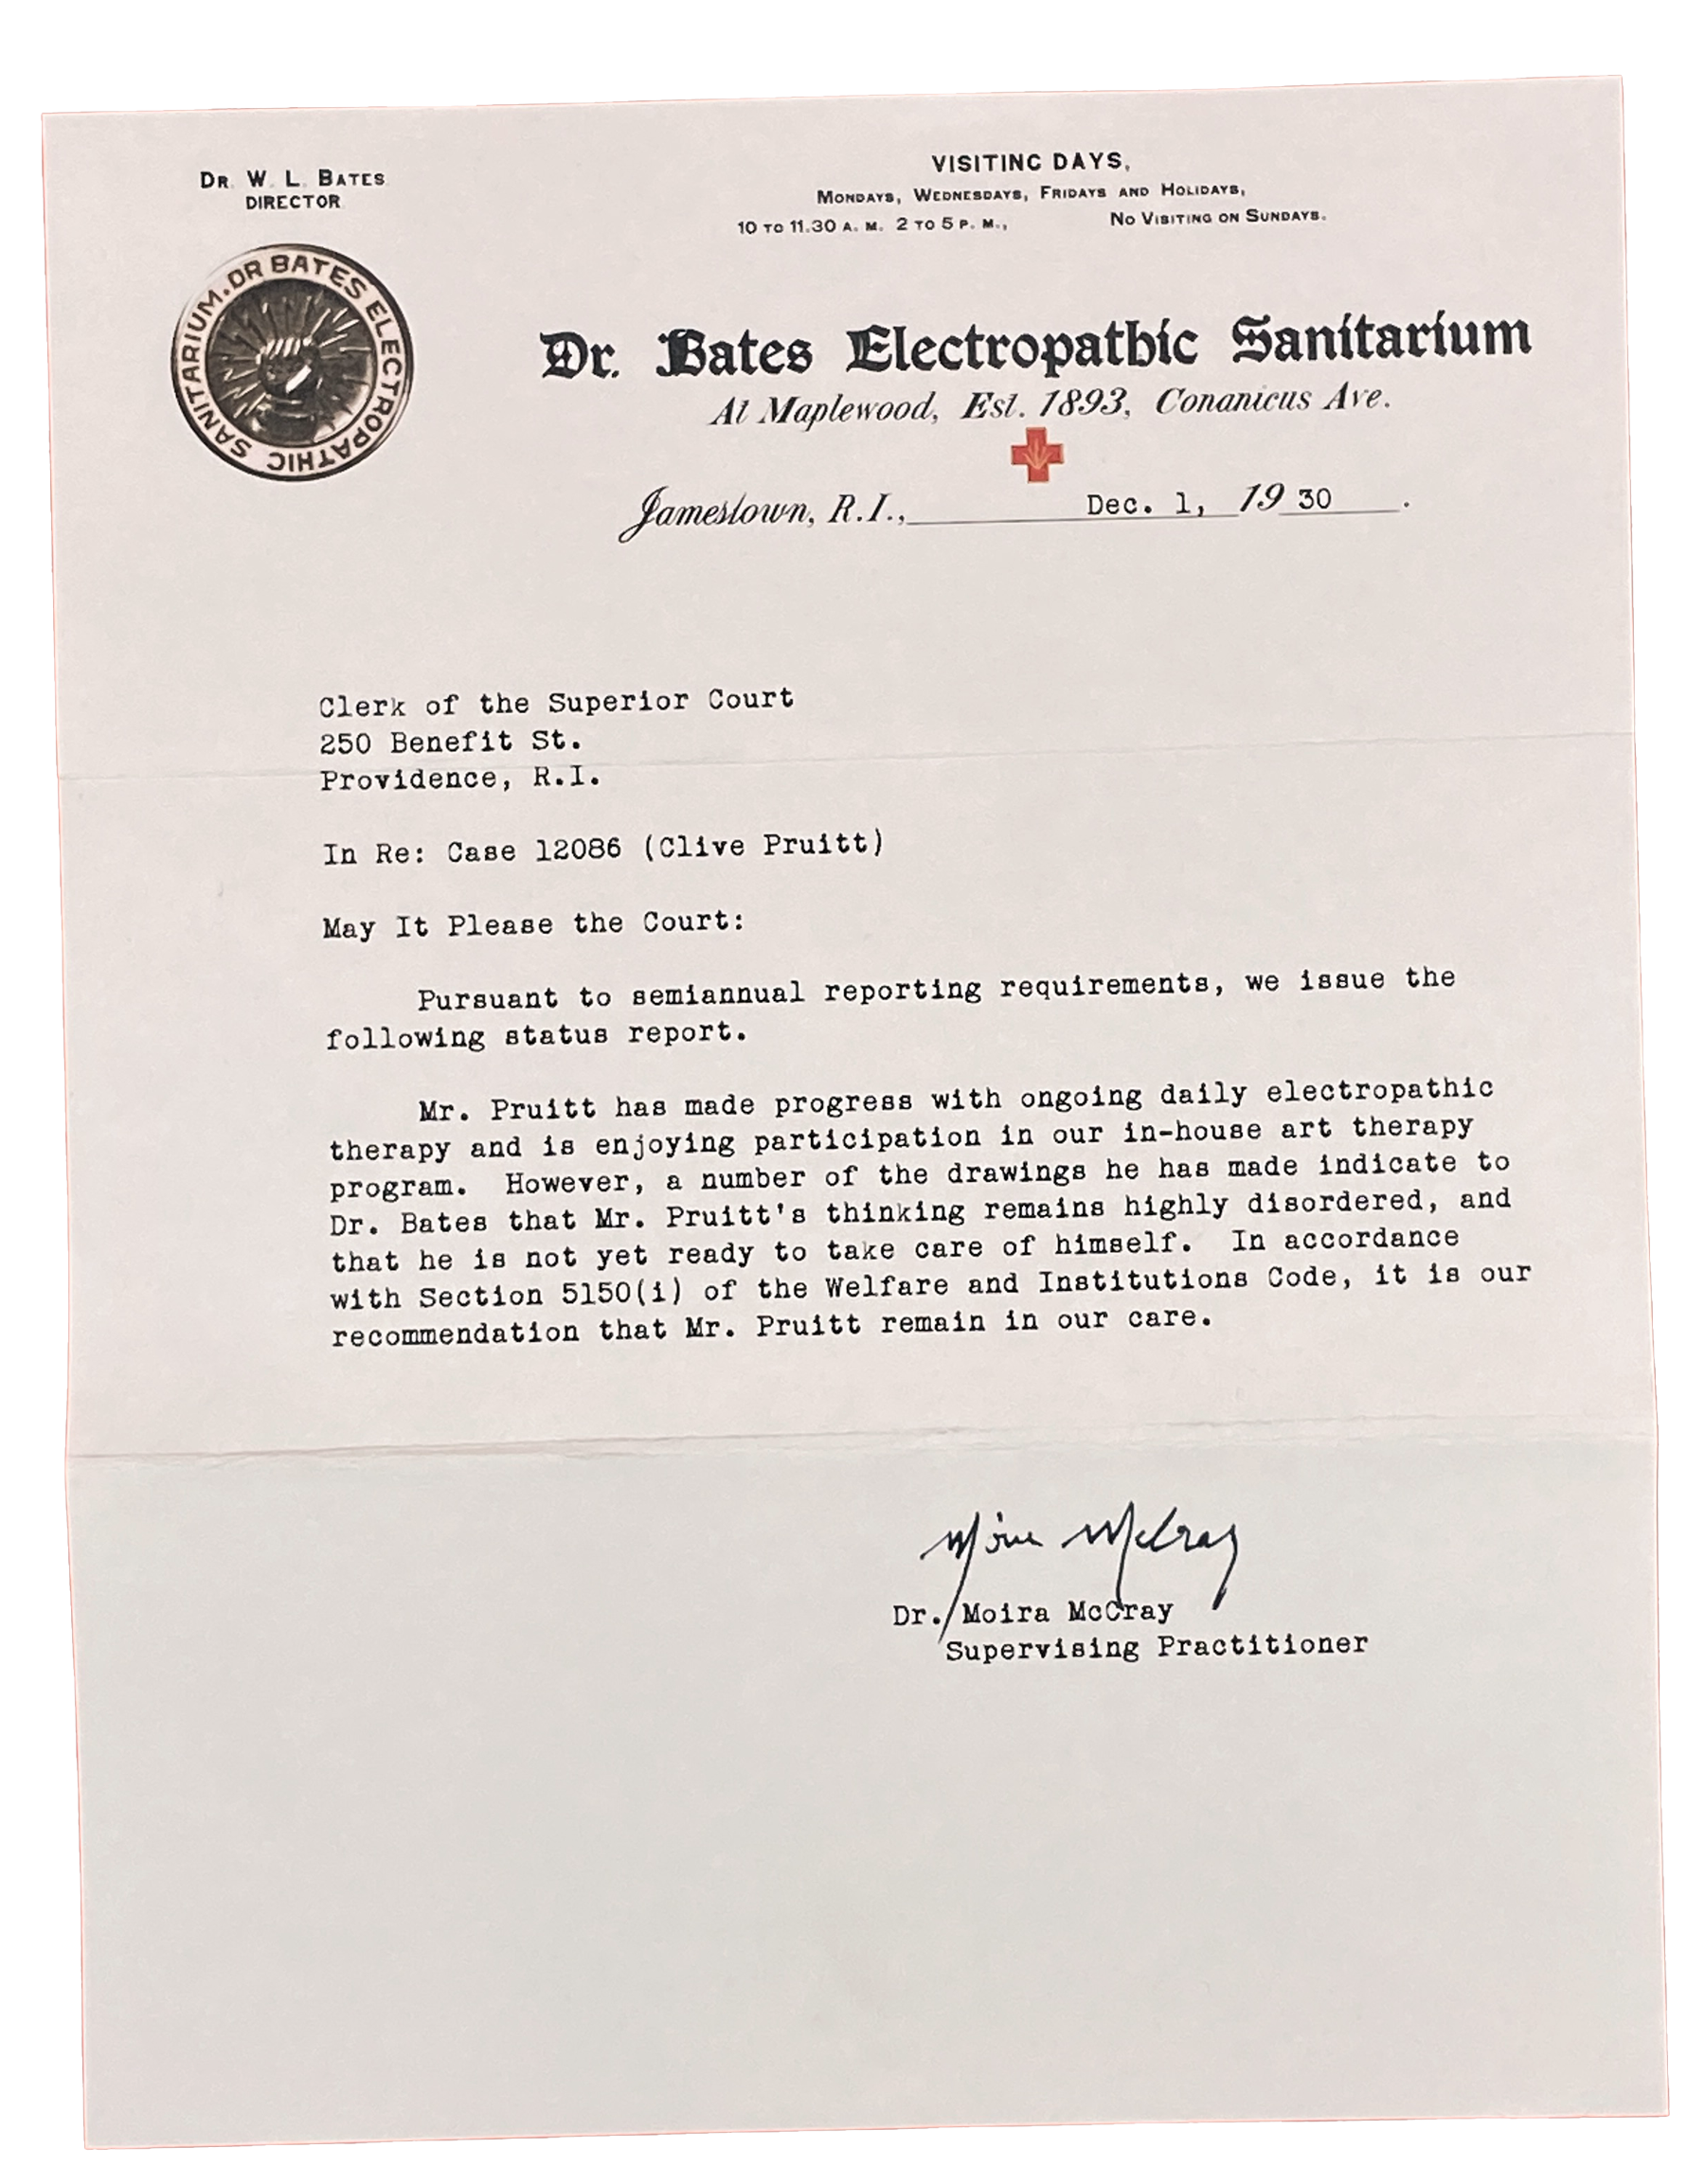 DR. W. L. BATES
DIRECTOR
VISITING DAYS,
MONDAYS, WEDNESDAYS, FRIDAYS AND HOLIDAYS,
10 TO 11.30 A. M. 2 TO 5 P. M., NO VISITING ON SUNDAYS.
DR BATES ELECTROPATHIC SANITARIUM.
Dr. Bates Electropathic Sanitarium
At Maplewood, Est. 1893, Conanicus Ave.
Jamestown, R.I., Dec. 1, 19 30 .
Clerk of the Superior Court
250 Benefit St.
Providence, R.I.
In Re: Case 12086 (Clive Pruitt)
May It Please the Court:
Pursuant to semiannual reporting requirements, we issue the
following status report.
Mr. Pruitt has made progress with ongoing daily electropathic
therapy and is enjoying participation in our in-house art therapy
program. However, a number of the drawings he has made indicate to
Dr. Bates that Mr. Pruitt's thinking remains highly disordered, and
that he is not yet ready to take care of himself. In accordance
with Section 5150(i) of the Welfare and Institutions Code, it is our
recommendation that Mr. Pruitt remain in our care.
Moira McCray
Dr. Moira McCray
Supervising Practitioner